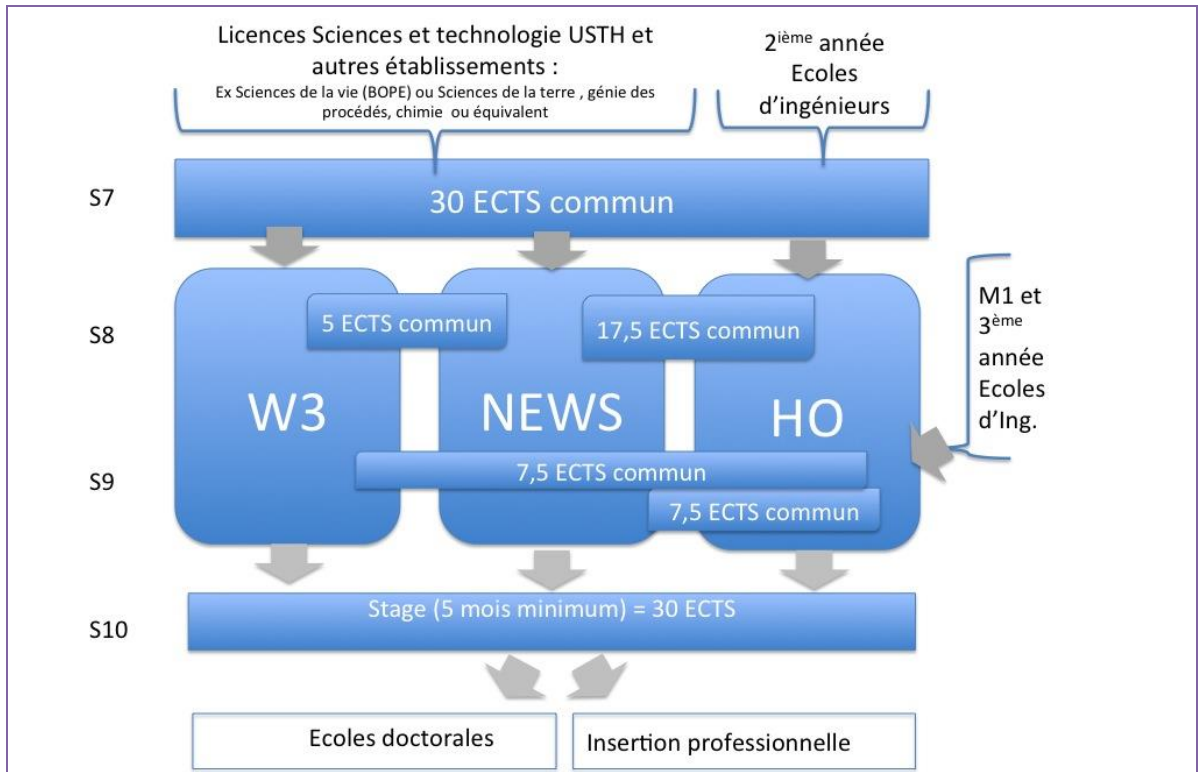 Licences Sciences et technologie USTH et
autres établissements :
Ex Sciences de la vie (BOPE) ou Sciences de la terre , génie des
procédés, chimie ou équivalent
2ième année
Ecoles
d’ingénieurs
S7
30 ECTS commun
S8
5 ECTS commun
17,5 ECTS commun
M1 et
3ème
année
Ecoles
d’Ing.
W3
NEWS
HO
S9
7,5 ECTS commun
7,5 ECTS commun
S10
Stage (5 mois minimum) = 30 ECTS
Ecoles doctorales
Insertion professionnelle